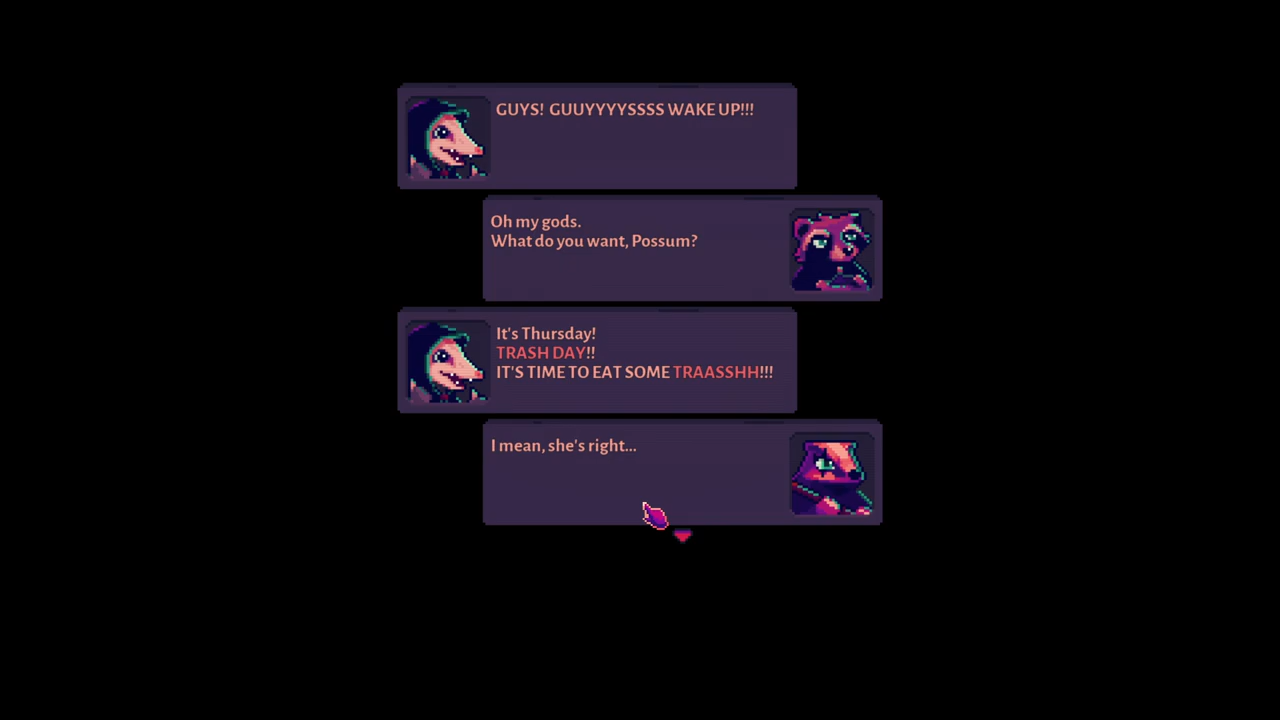 GUYS! GUUYYYYSSSS WAKE UP!!!
Oh my gods.
What do you want, Possum?
It's Thursday!
TRASH DAY!!
IT'S TIME TO EAT SOME TRAASSHH!!!
I mean, she's right...